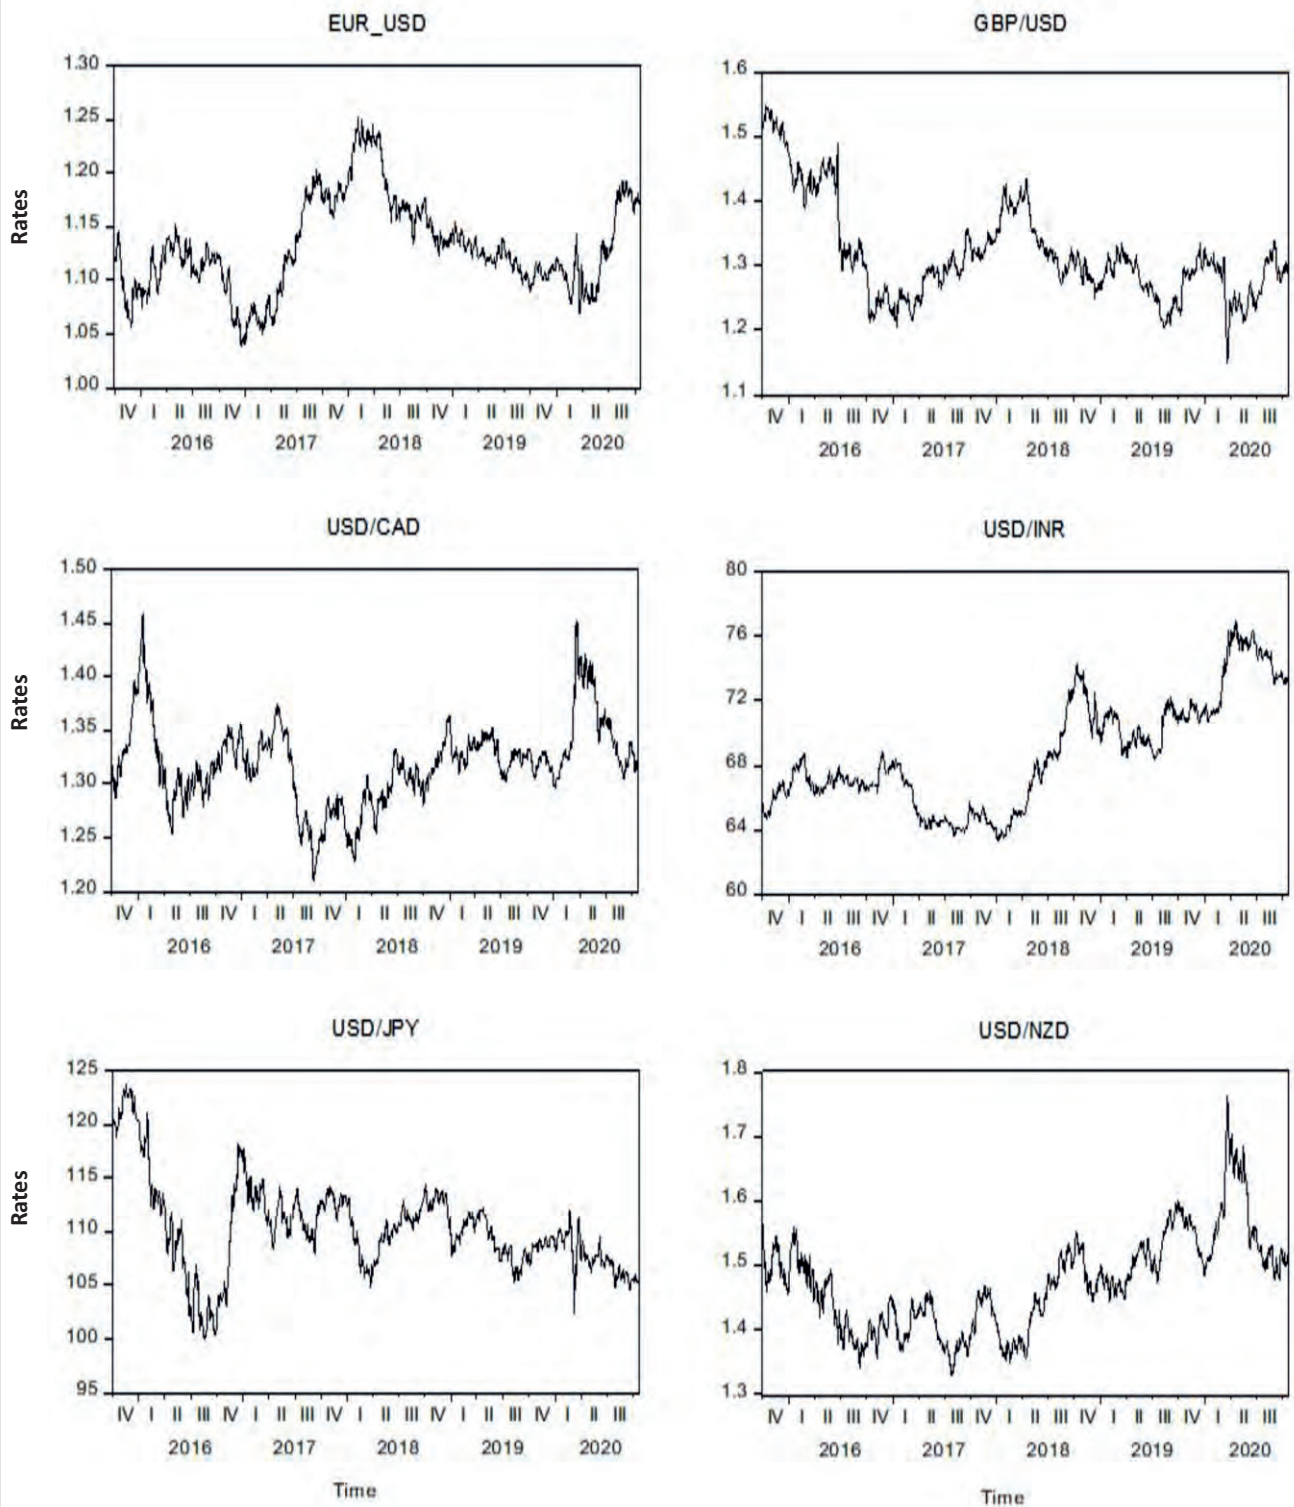 EUR_USD
1.30
1.25
1.20
1.15
1.10
1.05
1.00
Rates
IV I II III IV I II III IV I II III IV I II III IV I II III
2016 2017 2018 2019 2020
GBP/USD
1.6
1.5
1.4
1.3
1.2
1.1
IV I II III IV I II III IV I II III IV I II III IV I II III
2016 2017 2018 2019 2020
USD/CAD
1.50
1.45
1.40
1.35
1.30
1.25
1.20
Rates
IV I II III IV I II III IV I II III IV I II III IV I II III
2016 2017 2018 2019 2020
USD/INR
80
76
72
68
64
60
IV I II III IV I II III IV I II III IV I II III IV I II III
2016 2017 2018 2019 2020
USD/JPY
125
120
115
110
105
100
95
Rates
IV I II III IV I II III IV I II III IV I II III IV I II III
2016 2017 2018 2019 2020
Time
USD/NZD
1.8
1.7
1.6
1.5
1.4
1.3
IV I II III IV I II III IV I II III IV I II III IV I II III
2016 2017 2018 2019 2020
Time